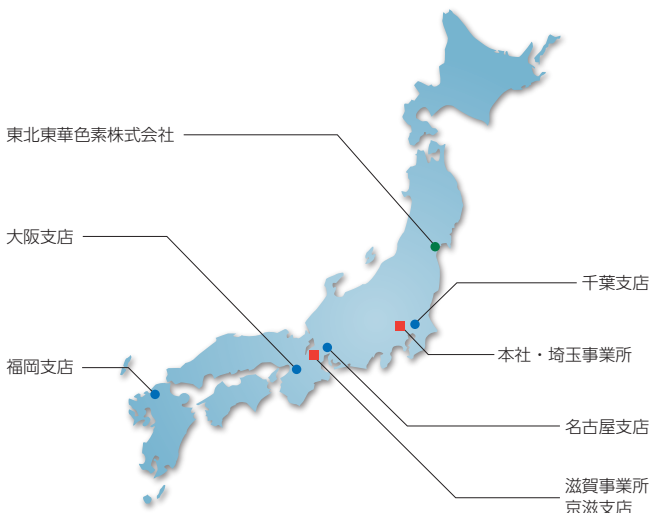 東北東華色素株式会社
大阪支店
千葉支店
本社・埼玉事業所
福岡支店
名古屋支店
滋賀事業所
京滋支店